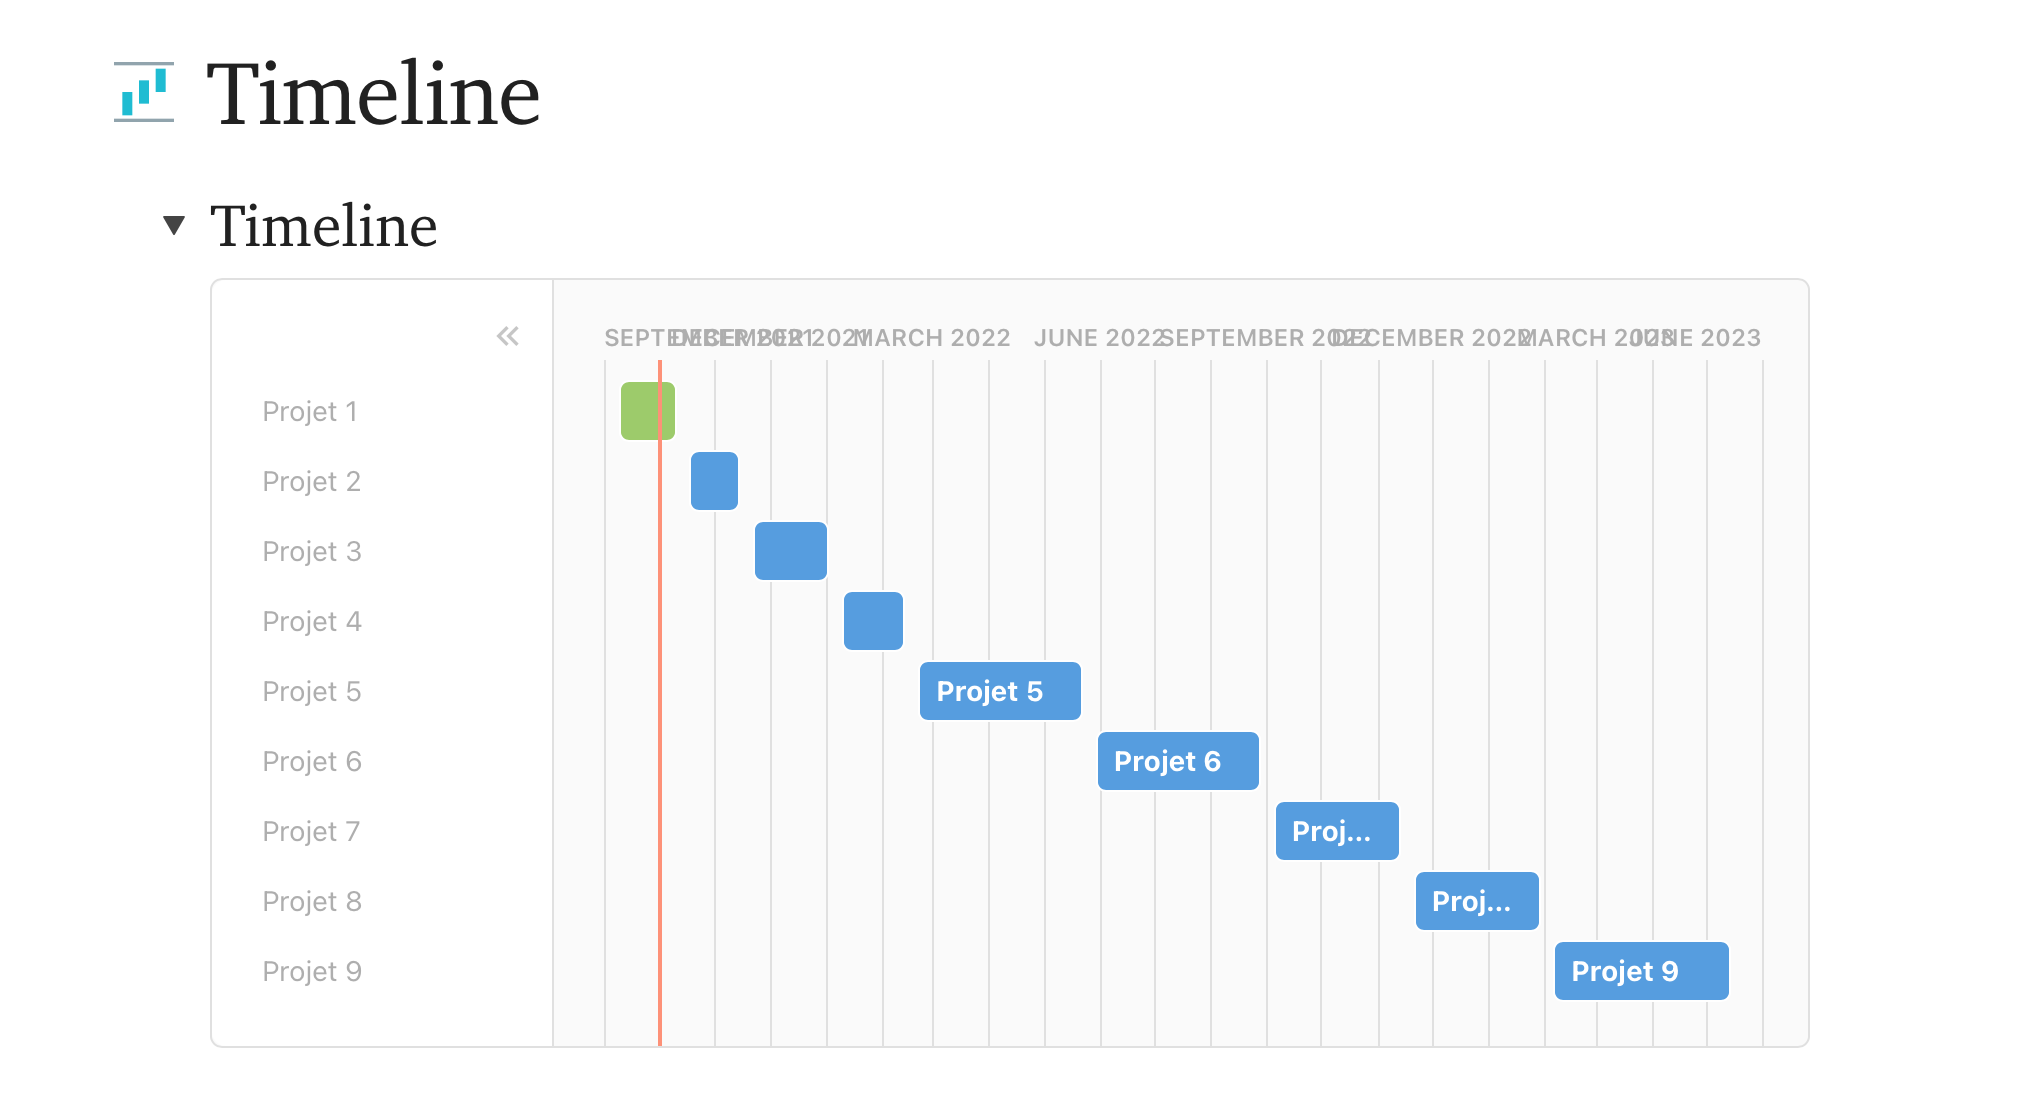 Timeline
Timeline
SEPTEMBER 2021 DECEMBER 2021 MARCH 2022 JUNE 2022 SEPTEMBER 2022 DECEMBER 2022 MARCH 2023 JUNE 2023
Projet 1
Projet 2
Projet 3
Projet 4
Projet 5 Projet 5
Projet 6 Projet 6
Projet 7 Proj...
Projet 8 Proj...
Projet 9 Projet 9